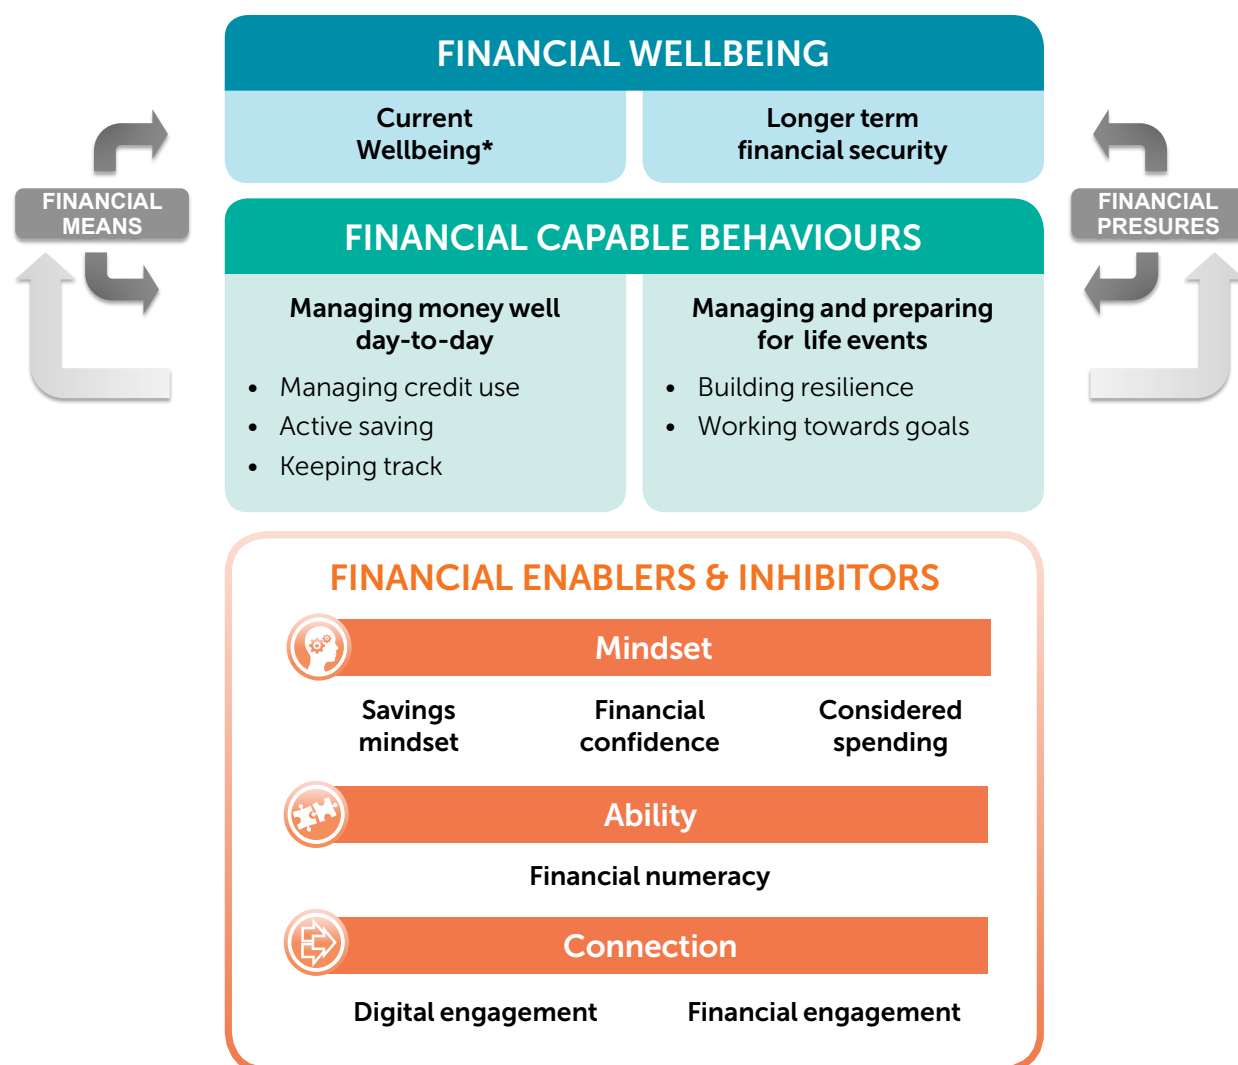 FINANCIAL WELLBEING
Current
Wellbeing*
Longer term
financial security
FINANCIAL
MEANS
FINANCIAL
PRESURES
FINANCIAL CAPABLE BEHAVIOURS
Managing money well
day-to-day
• Managing credit use
• Active saving
• Keeping track
Managing and preparing
for life events
• Building resilience
• Working towards goals
FINANCIAL ENABLERS & INHIBITORS
Mindset
Savings
mindset
Financial
confidence
Considered
spending
Ability
Financial numeracy
Connection
Digital engagement
Financial engagement